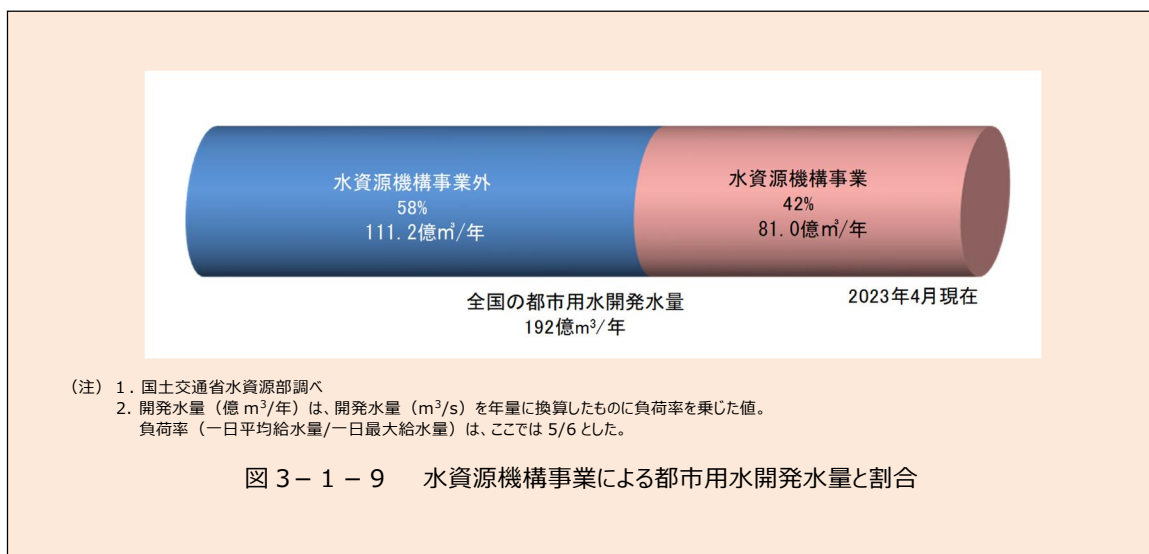 水資源機構事業外
58%
111.2億㎥/年
水資源機構事業
42%
81.0億㎥/年
全国の都市用水開発水量
192億m³/年
2023年4月現在
（注）１. 国土交通省水資源部調べ
2. 開発水量（億 m³/年）は、開発水量（m³/s）を年量に換算したものに負荷率を乗じた値。
負荷率（一日平均給水量/一日最大給水量）は、ここでは 5/6 とした。
図３－１－９　水資源機構事業による都市用水開発水量と割合